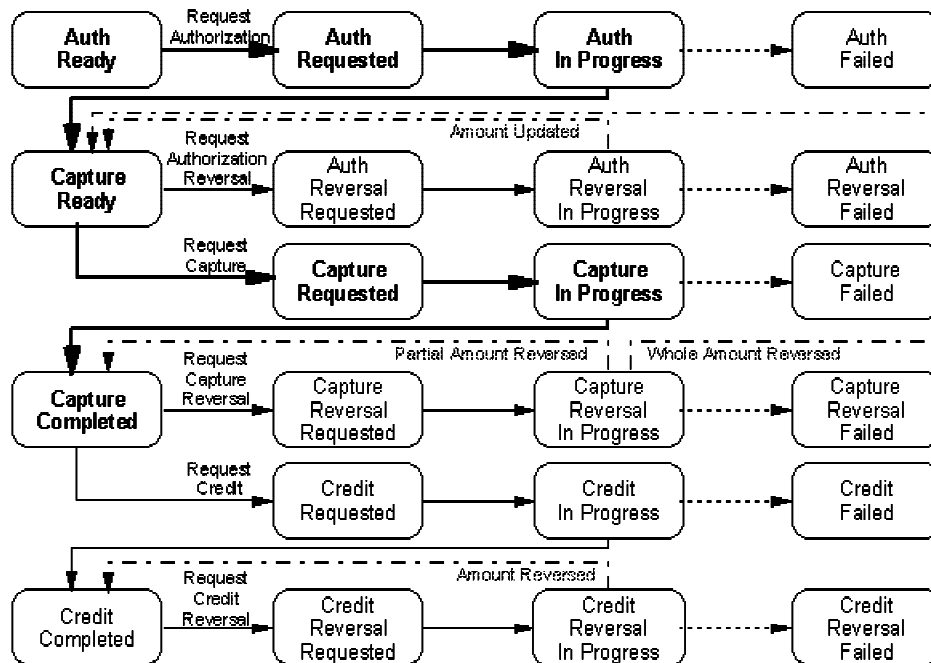 Auth
Ready
Request
Authorization
Auth
Requested
Auth
In Progress
Auth
Failed
Amount Updated
Capture
Ready
Request
Authorization
Reversal
Auth
Reversal
Requested
Auth
Reversal
In Progress
Auth
Reversal
Failed
Request
Capture
Capture
Requested
Capture
In Progress
Capture
Failed
Partial Amount Reversed
Whole Amount Reversed
Capture
Completed
Request
Capture
Reversal
Capture
Reversal
Requested
Capture
Reversal
In Progress
Capture
Reversal
Failed
Request
Credit
Credit
Requested
Credit
In Progress
Credit
Failed
Amount Reversed
Credit
Completed
Request
Credit
Reversal
Credit
Reversal
Requested
Credit
Reversal
In Progress
Credit
Reversal
Failed